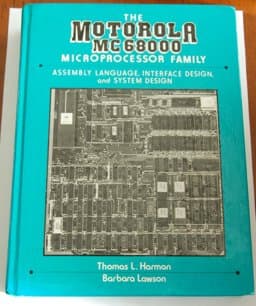 THE
MOTOROLA
MC68000
MICROPROCESSOR FAMILY
ASSEMBLY LANGUAGE, INTERFACE DESIGN,
and SYSTEM DESIGN
Thomas L. Harman
Barbara Lawson